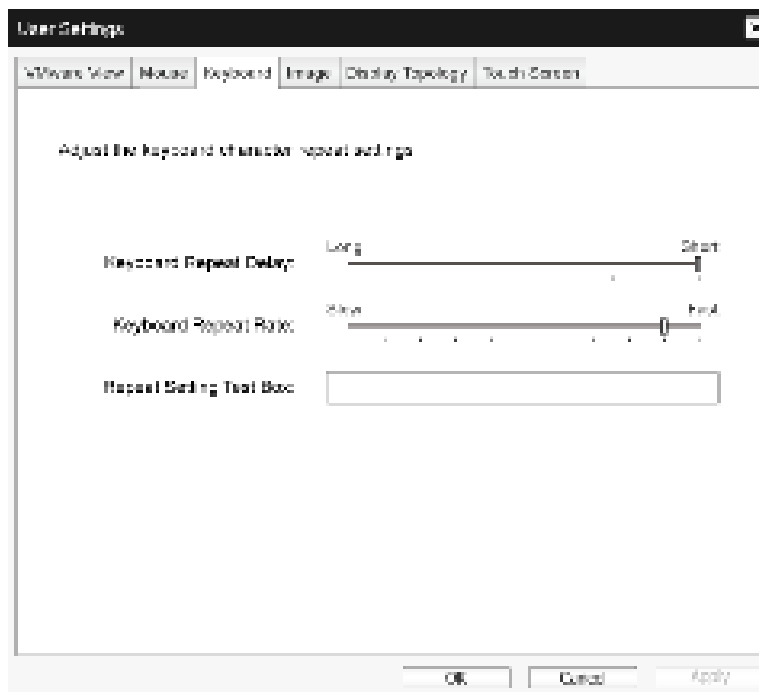 User Settings
VMware View Mouse Keyboard Image Display Topology Touch Screen
Adjust the keyboard character repeat settings
Long Short
Keyboard Repeat Delay:
Slow Fast
Keyboard Repeat Rate:
Repeat Setting Test Box:
OK Cancel Apply